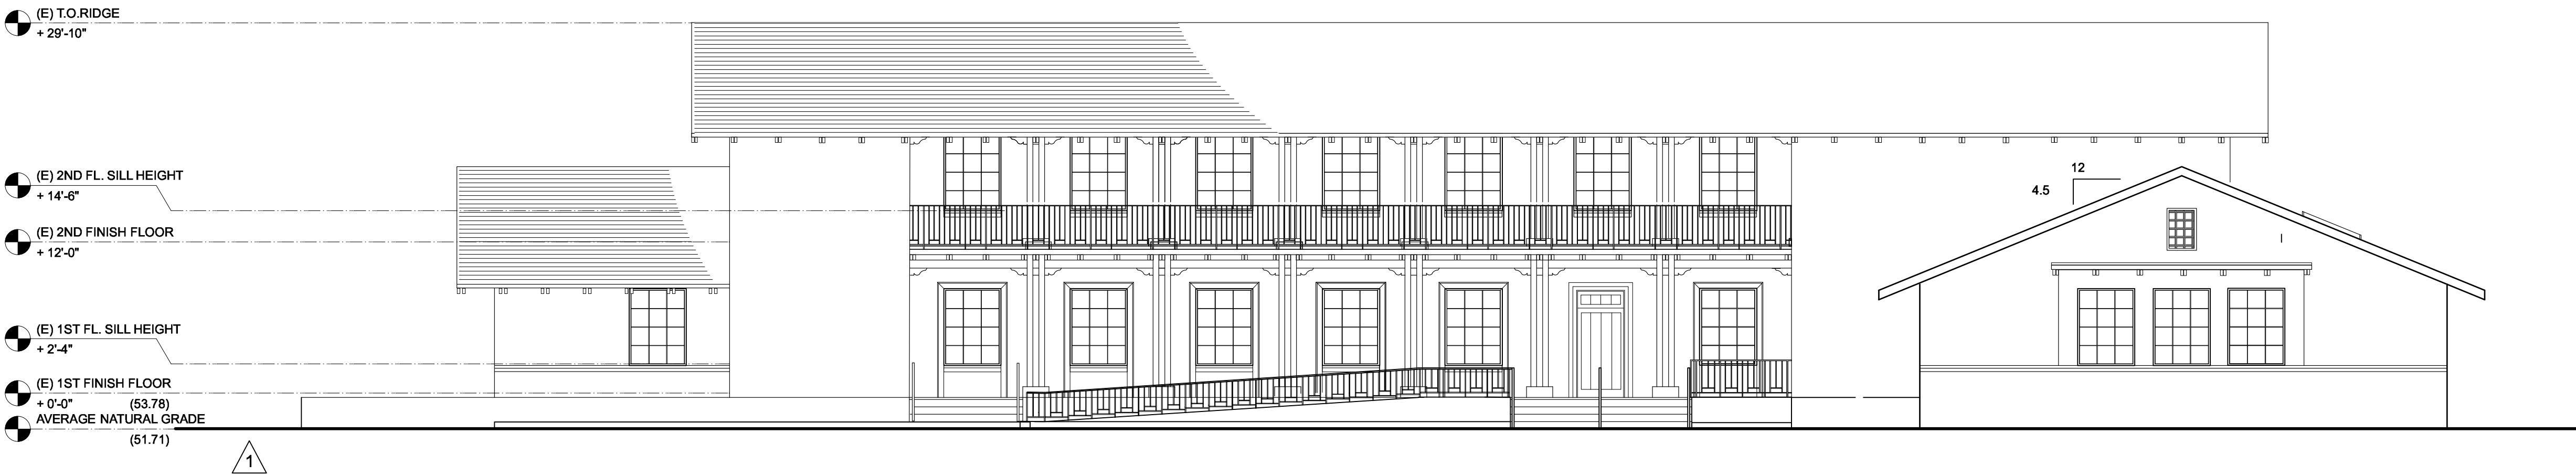 (E) T.O.RIDGE
+ 29'-10"
(E) 2ND FL. SILL HEIGHT
+ 14'-6"
(E) 2ND FINISH FLOOR
+ 12'-0"
(E) 1ST FL. SILL HEIGHT
+ 2'-4"
(E) 1ST FINISH FLOOR
+ 0'-0" (53.78)
AVERAGE NATURAL GRADE
(51.71)
1
12
4.5